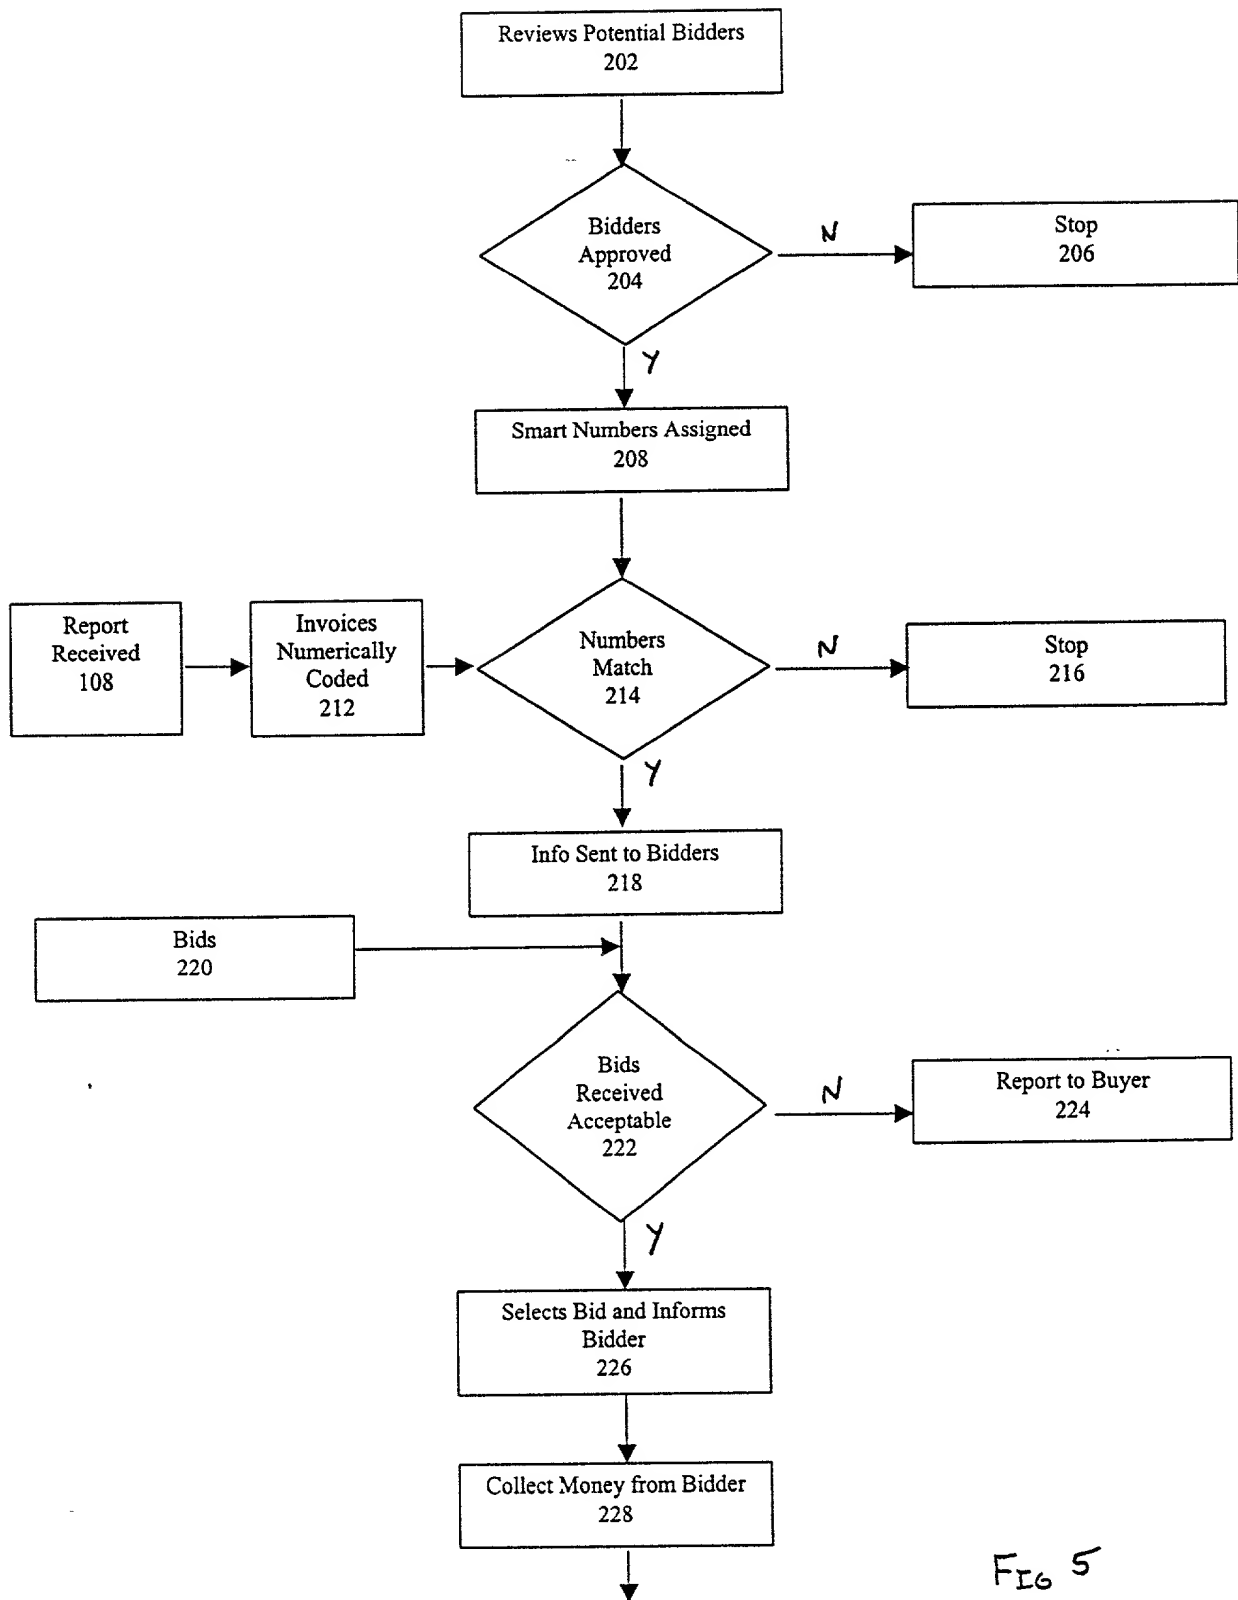 Reviews Potential Bidders
202
Bidders
Approved
204
N
Stop
206
Y
Smart Numbers Assigned
208
Report
Received
108
Invoices
Numerically
Coded
212
Numbers
Match
214
N
Stop
216
Y
Info Sent to Bidders
218
Bids
220
Bids
Received
Acceptable
222
N
Report to Buyer
224
Y
Selects Bid and Informs
Bidder
226
Collect Money from Bidder
228
FIG 5